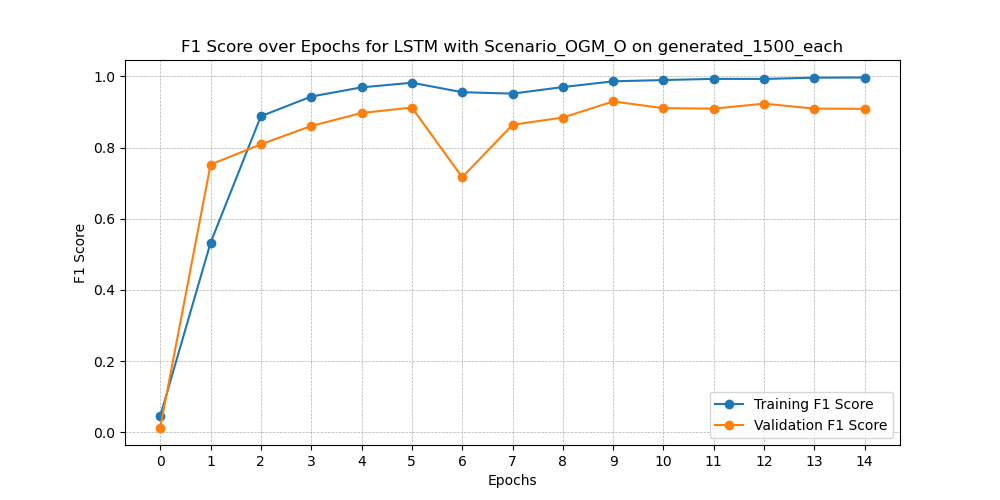 F1 Score over Epochs for LSTM with Scenario_OGM_O on generated_1500_each
1.0
0.8
0.6
0.4
0.2
0.0
F1 Score
Training F1 Score
Validation F1 Score
0 1 2 3 4 5 6 7 8 9 10 11 12 13 14
Epochs